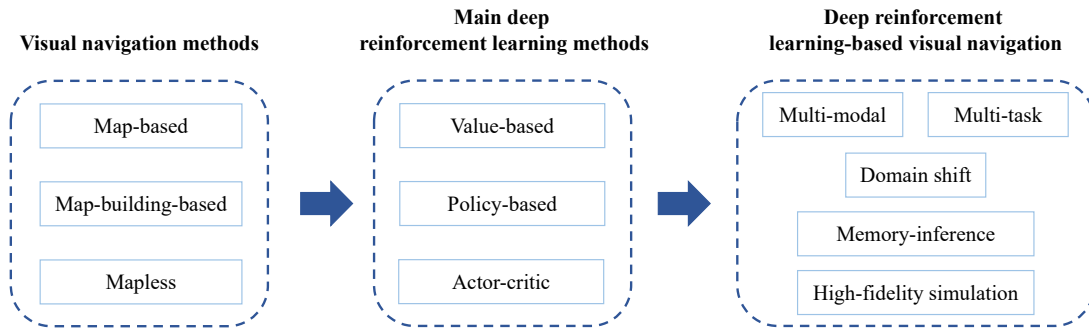 Visual navigation methods
Map-based
Map-building-based
Mapless
Main deep
reinforcement learning methods
Value-based
Policy-based
Actor-critic
Deep reinforcement
learning-based visual navigation
Multi-modal
Multi-task
Domain shift
Memory-inference
High-fidelity simulation